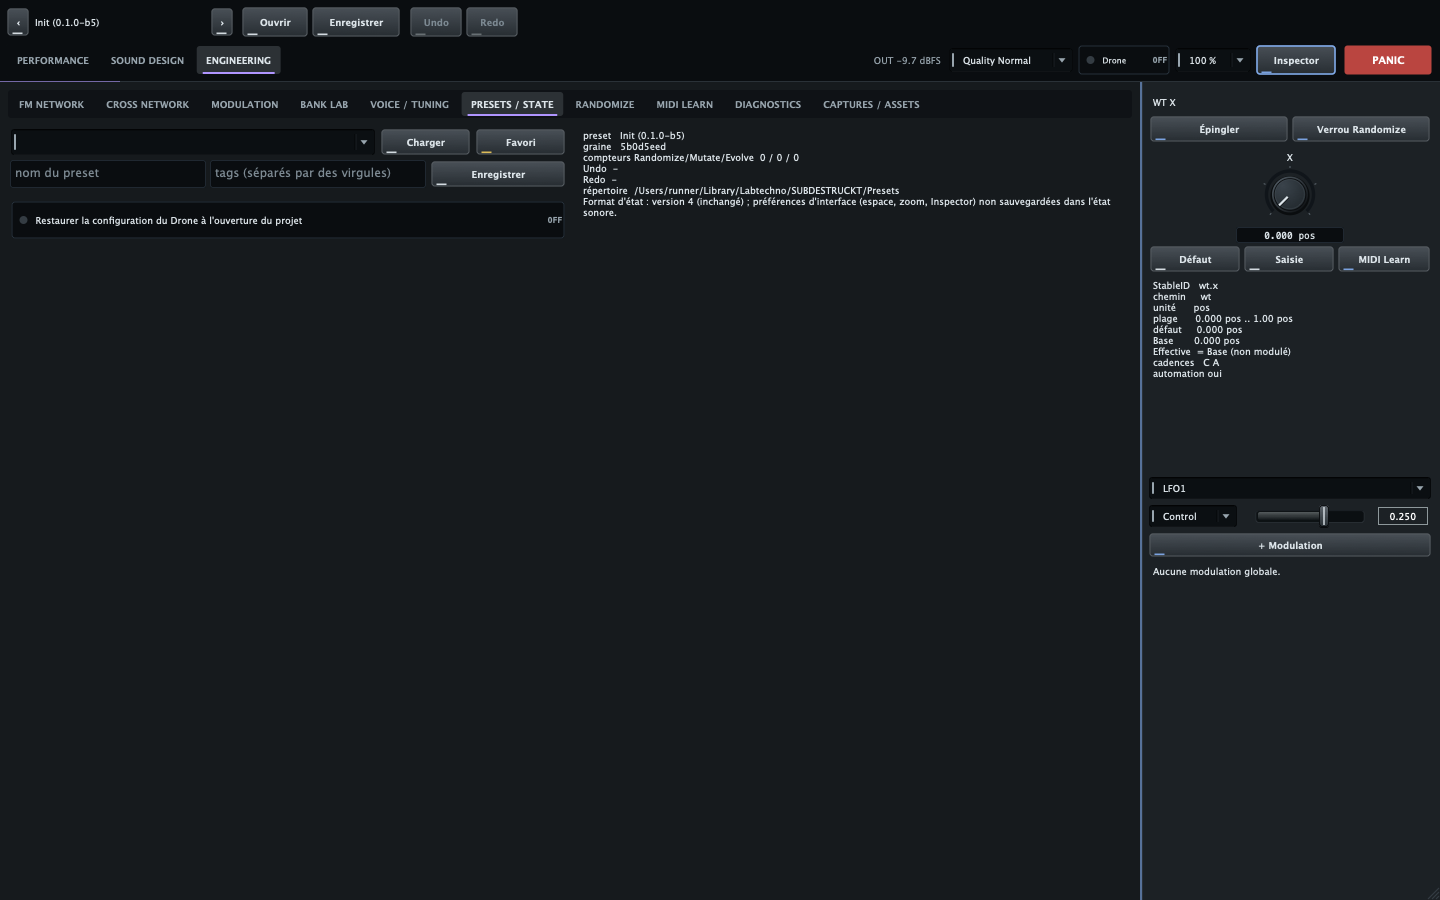 ‹ Init (0.1.0-b5) › Ouvrir Enregistrer Undo Redo
PERFORMANCE SOUND DESIGN ENGINEERING OUT -9.7 dBFS Quality Normal Drone OFF 100 % Inspector PANIC
FM NETWORK CROSS NETWORK MODULATION BANK LAB VOICE / TUNING PRESETS / STATE RANDOMIZE MIDI LEARN DIAGNOSTICS CAPTURES / ASSETS
Charger Favori
nom du preset tags (séparés par des virgules) Enregistrer
Restaurer la configuration du Drone à l'ouverture du projet OFF
preset Init (0.1.0-b5)
graine 5b0d5eed
compteurs Randomize/Mutate/Evolve 0 / 0 / 0
Undo -
Redo -
répertoire /Users/runner/Library/Labtechno/SUBDESTRUCKT/Presets
Format d'état : version 4 (inchangé) ; préférences d'interface (espace, zoom, Inspector) non sauvegardées dans l'état
sonore.
WT X
Épingler Verrou Randomize
X
0.000 pos
Défaut Saisie MIDI Learn
StableID wt.x
chemin wt
unité pos
plage 0.000 pos .. 1.00 pos
défaut 0.000 pos
Base 0.000 pos
Effective = Base (non modulé)
cadences C A
automation oui
LFO1
Control 0.250
+ Modulation
Aucune modulation globale.